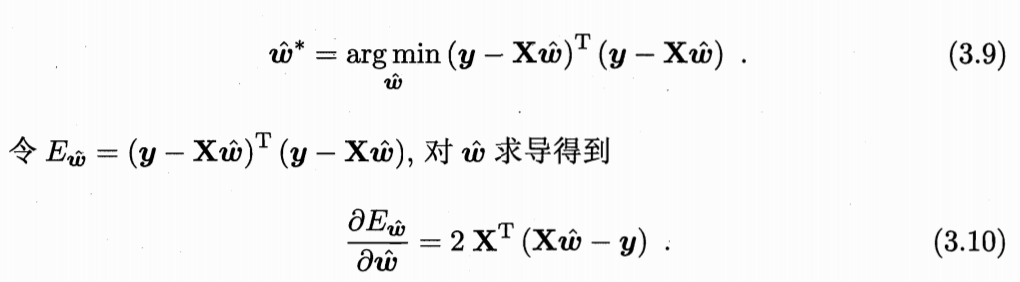 ŵ* = arg min (y − Xŵ)ᵀ (y − Xŵ) . (3.9)
ŵ
令 E_ŵ = (y − Xŵ)ᵀ (y − Xŵ), 对 ŵ 求导得到
∂E_ŵ / ∂ŵ = 2 Xᵀ (Xŵ − y) . (3.10)